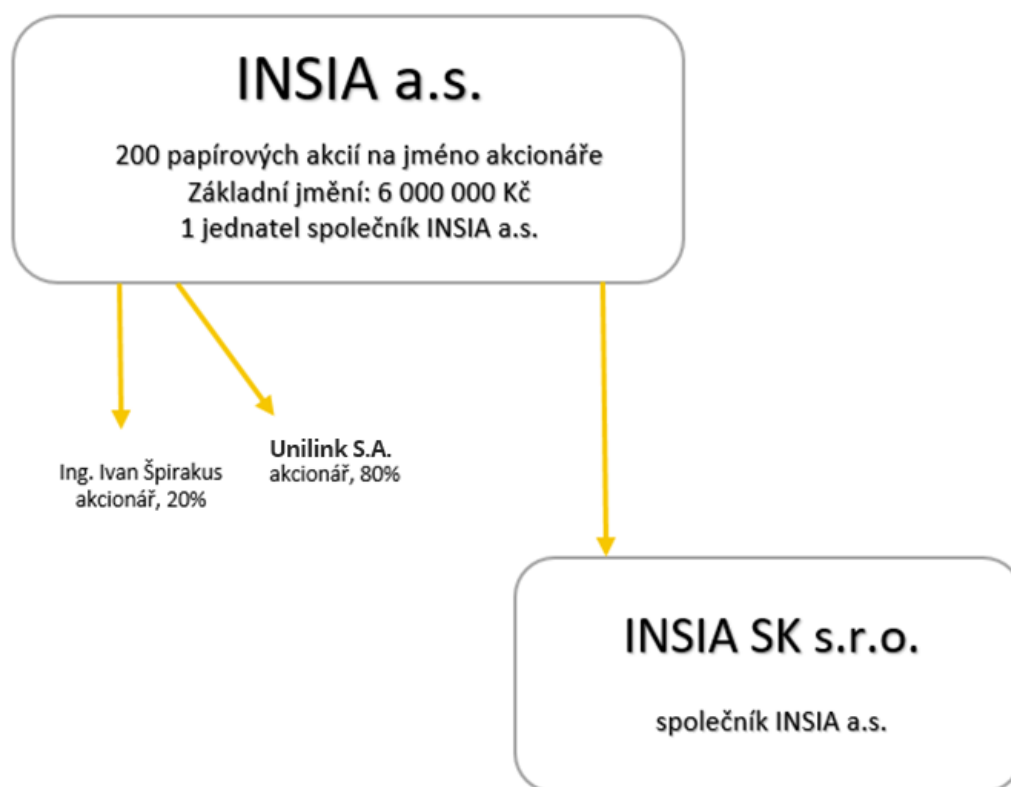 INSIA a.s.
200 papírových akcií na jméno akcionáře
Základní jmění: 6 000 000 Kč
1 jednatel společník INSIA a.s.
Ing. Ivan Špirakus
akcionář, 20%
Unilink S.A.
akcionář, 80%
INSIA SK s.r.o.
společník INSIA a.s.